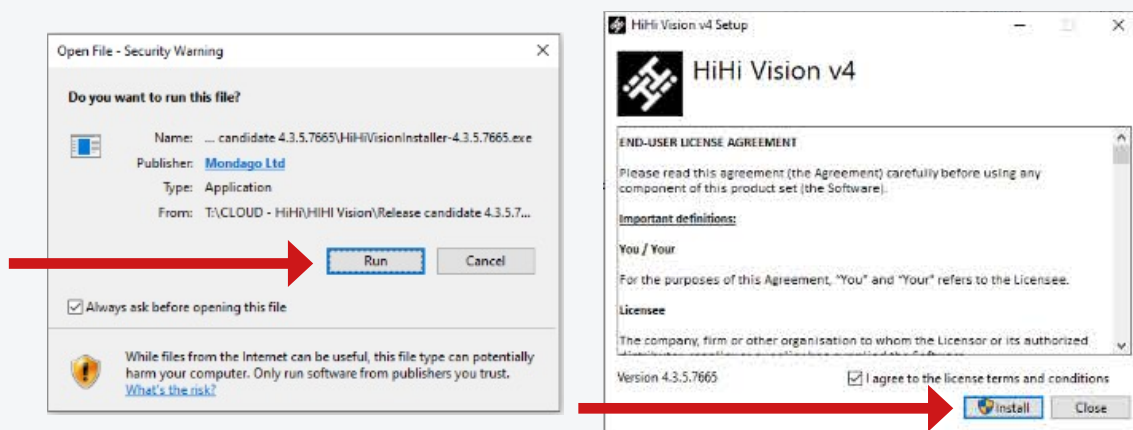 Open File - Security Warning
Do you want to run this file?
Name: ... candidate 4.3.5.7665\HiHiVisionInstaller-4.3.5.7665.exe
Publisher: Mondago Ltd
Type: Application
From: T:\CLOUD - HiHi\HIHI Vision\Release candidate 4.3.5.7...
Run Cancel
Always ask before opening this file
While files from the Internet can be useful, this file type can potentially
harm your computer. Only run software from publishers you trust.
What's the risk?
HiHi Vision v4 Setup
HiHi Vision v4
END-USER LICENSE AGREEMENT
Please read this agreement (the Agreement) carefully before using any
component of this product set (the Software).
Important definitions:
You / Your
For the purposes of this Agreement, "You" and "Your" refers to the Licensee.
Licensee
The company, firm or other organisation to whom the Licensor or its authorized
Version 4.3.5.7665
I agree to the license terms and conditions
Install Close